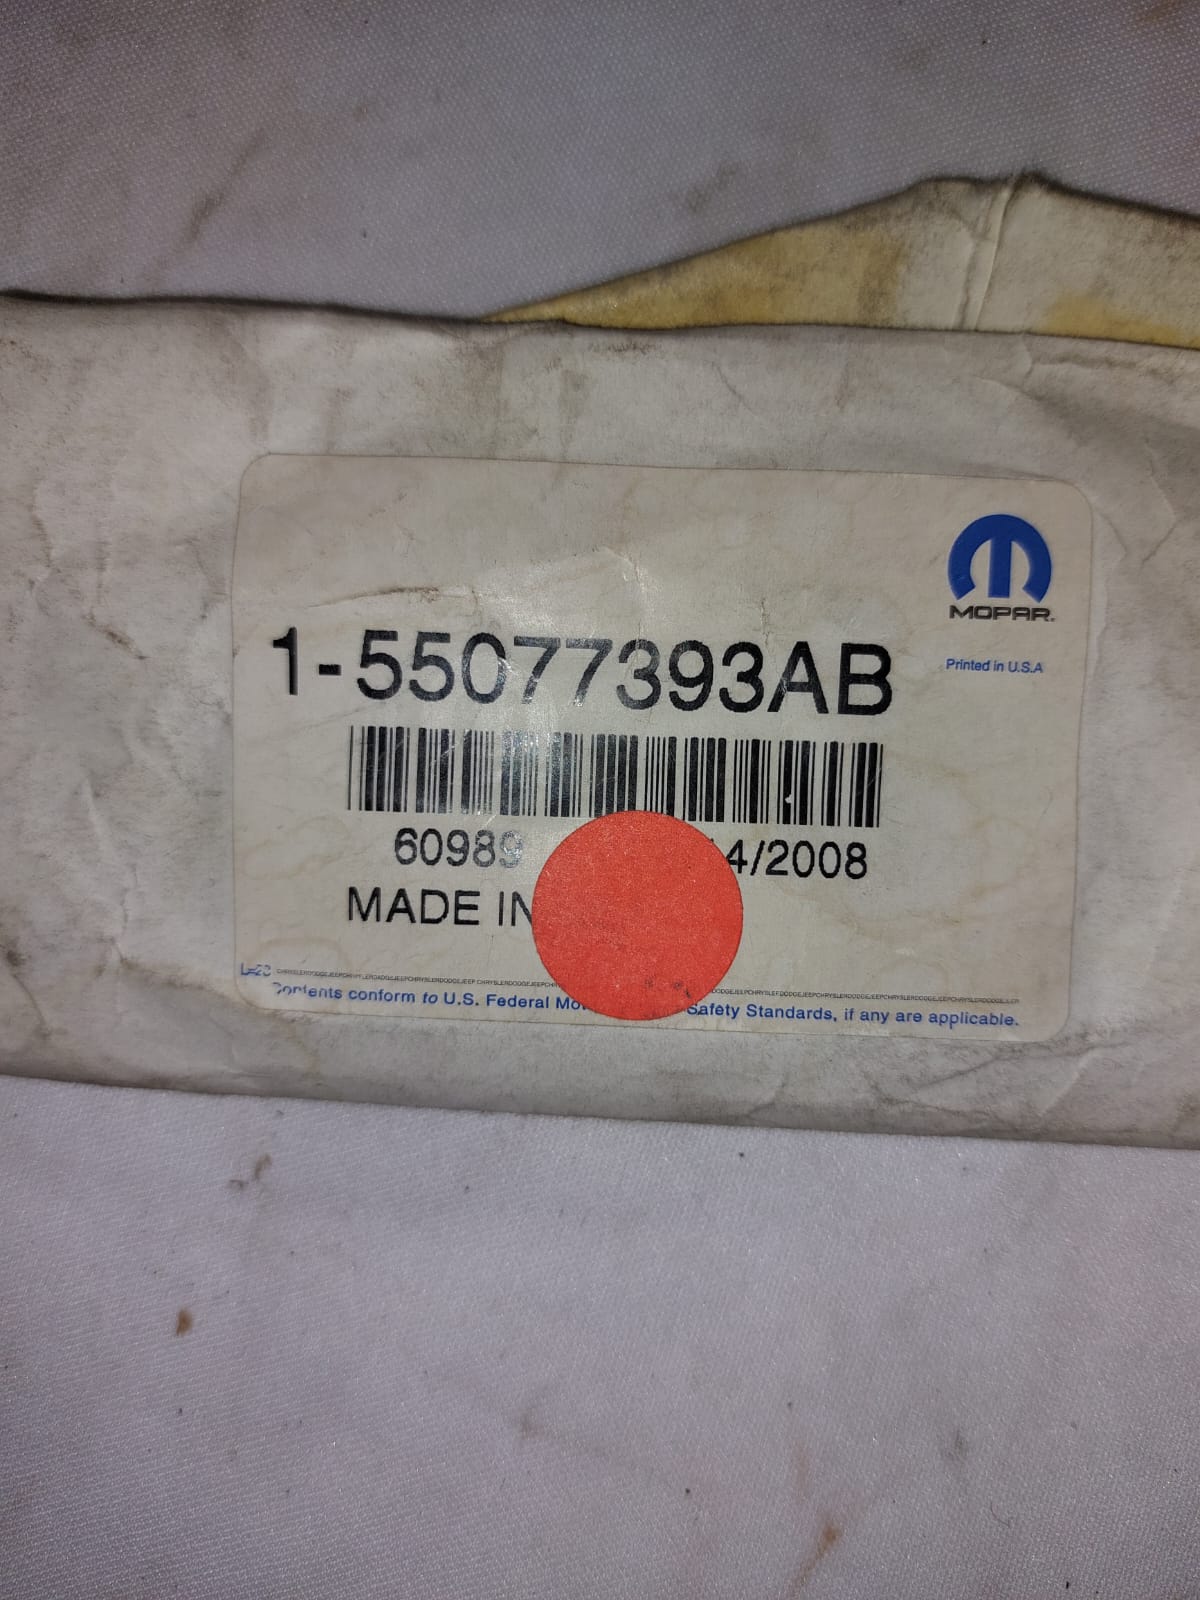 MOPAR.
1-55077393AB
Printed in U.S.A
60989 4/2008
MADE IN
L-23
Contents conform to U.S. Federal Safety Standards, if any are applicable.